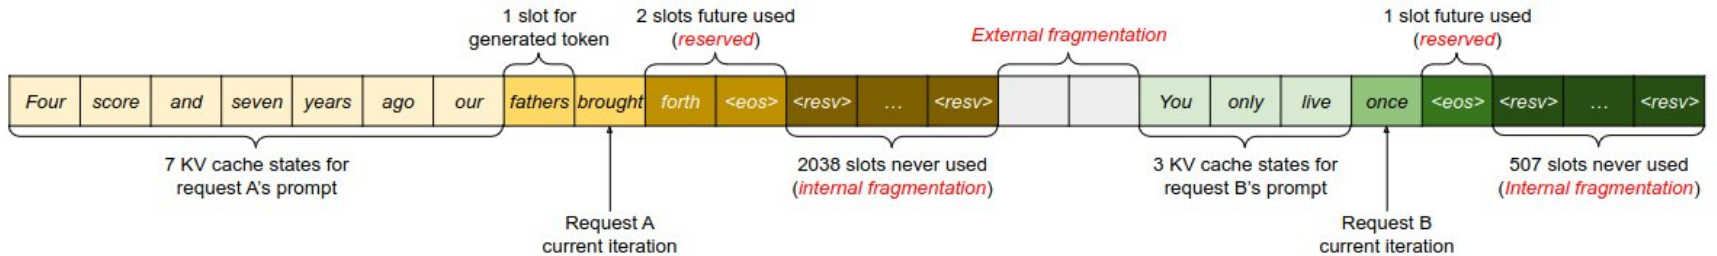 1 slot for
generated token
2 slots future used
(reserved)
External fragmentation
1 slot future used
(reserved)
Four score and seven years ago our fathers brought forth <eos> <resv> ... <resv> You only live once <eos> <resv> ... <resv>
7 KV cache states for
request A's prompt
2038 slots never used
(internal fragmentation)
3 KV cache states for
request B's prompt
507 slots never used
(Internal fragmentation)
Request A
current iteration
Request B
current iteration